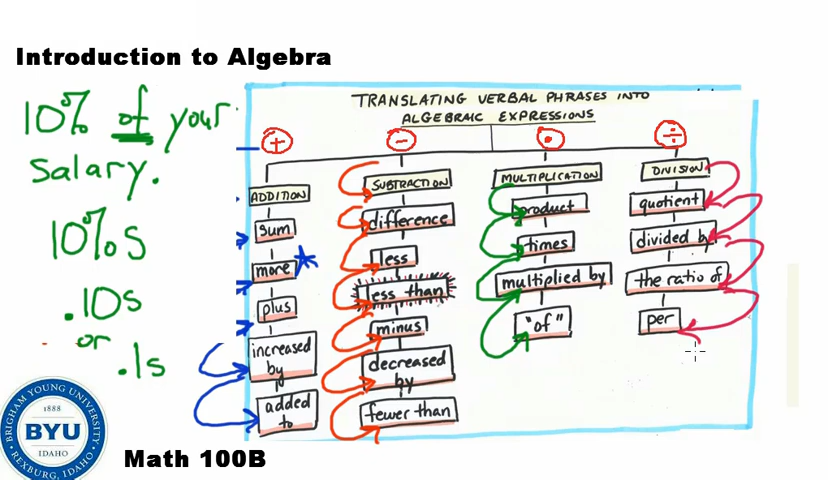 Introduction to Algebra
10% of your
Salary.
10%s
.10s
or
.1s
TRANSLATING VERBAL PHRASES INTO
ALGEBRAIC EXPRESSIONS
+
ADDITION
sum
more
plus
increased
by
added
to
−
SUBTRACTION
difference
less
less than
minus
decreased
by
fewer than
•
MULTIPLICATION
product
times
multiplied by
"of"
÷
DIVISION
quotient
divided by
the ratio of
per
BRIGHAM YOUNG UNIVERSITY
1888
BYU
IDAHO
REXBURG, IDAHO
Math 100B